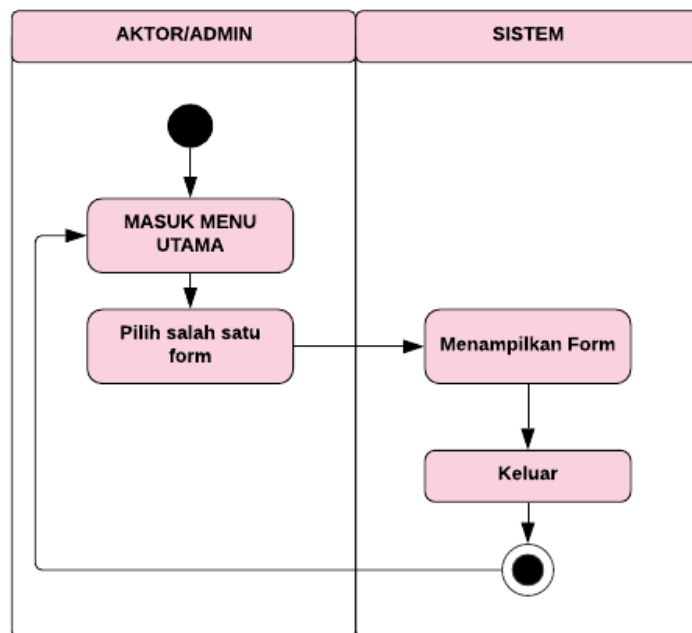 AKTOR/ADMIN
SISTEM
MASUK MENU
UTAMA
Pilih salah satu
form
Menampilkan Form
Keluar